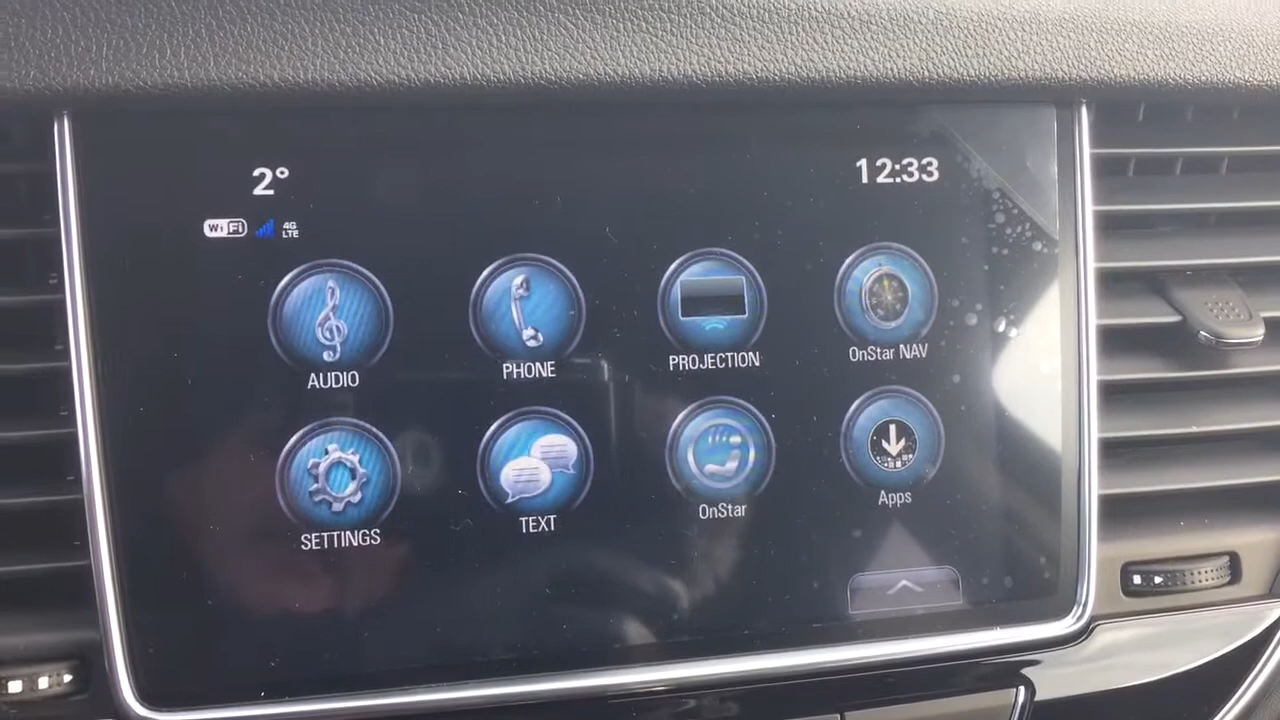 2°
12:33
WiFi
4G
LTE
AUDIO
PHONE
PROJECTION
OnStar NAV
SETTINGS
TEXT
OnStar
Apps